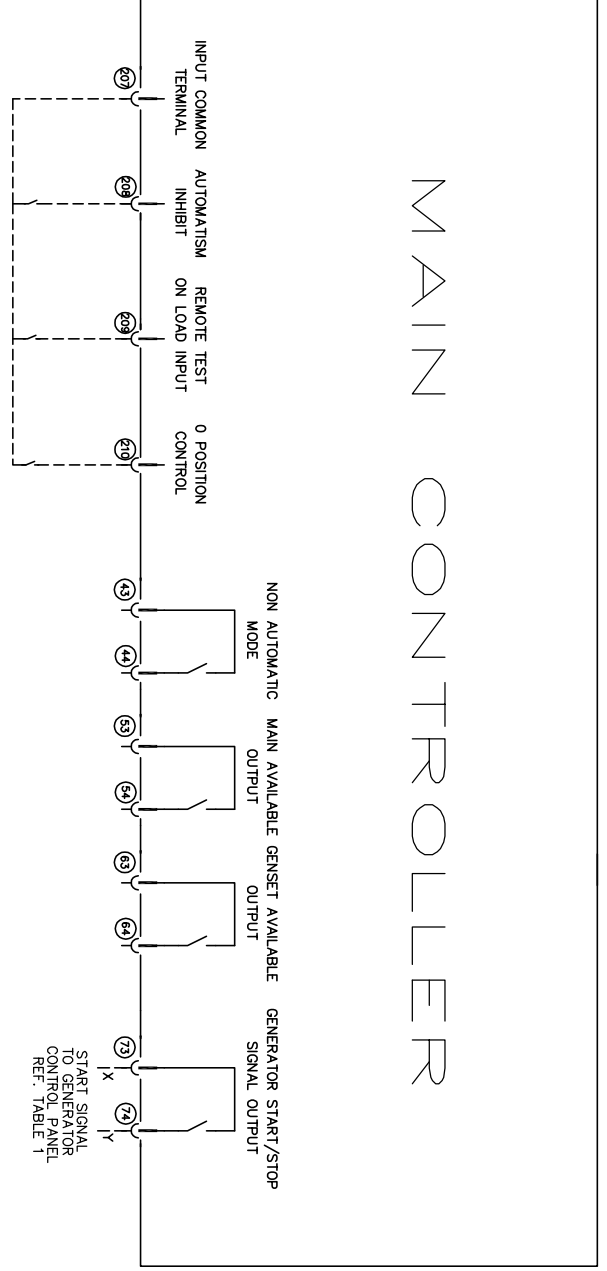 MAIN CONTROLLER
INPUT COMMON
TERMINAL
AUTOMATISM
INHIBIT
REMOTE TEST
ON LOAD INPUT
0 POSITION
CONTROL
NON AUTOMATIC
MODE
MAIN AVAILABLE
OUTPUT
GENSET AVAILABLE
OUTPUT
GENERATOR START/STOP
SIGNAL OUTPUT
207
208
209
210
43
44
53
54
63
64
73
74
X
Y
START SIGNAL
TO GENERATOR
CONTROL PANEL
REF. TABLE 1